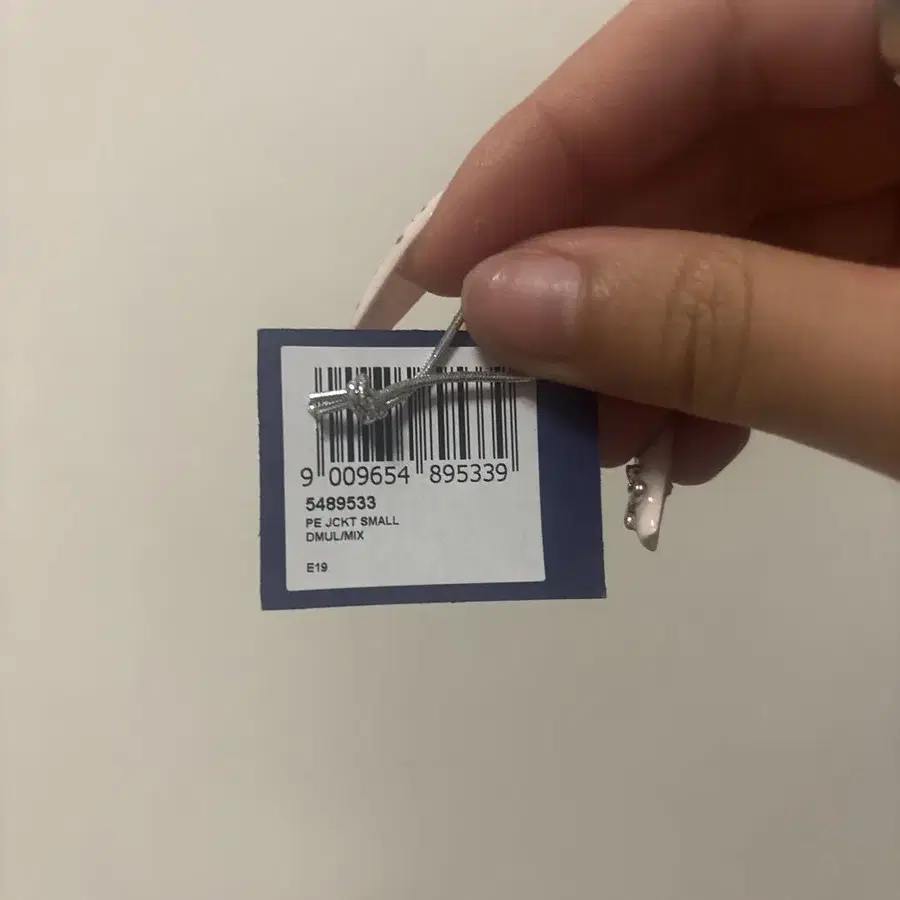 9 009654 895339
5489533
PE JCKT SMALL
DMUL/MIX
E19